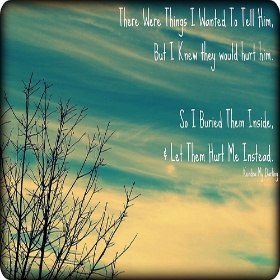 There Were Things I Wanted To Tell Him,
But I Knew they would hurt him.
So I Buried Them Inside,
& Let Them Hurt Me Instead.